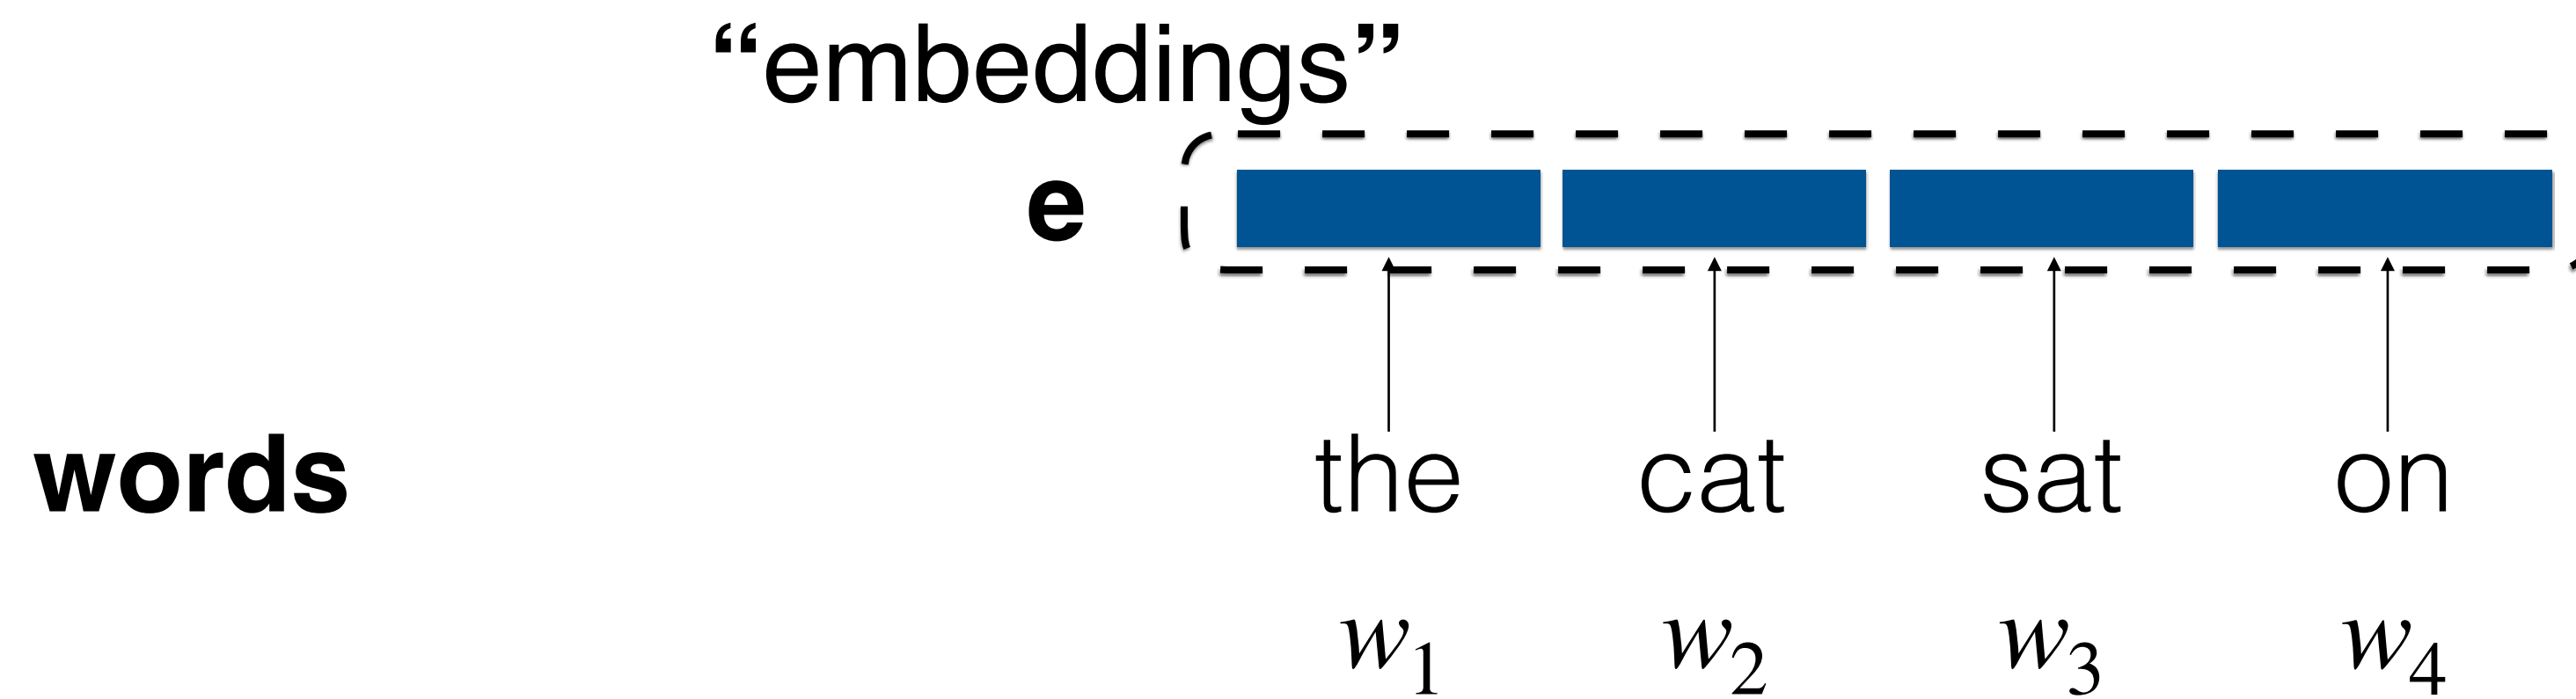 “embeddings”
e
words the cat sat on
w₁ w₂ w₃ w₄